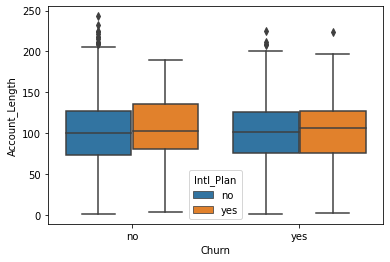 250
200
150
100
50
0
Account_Length
Intl_Plan
no
yes
no yes
Churn